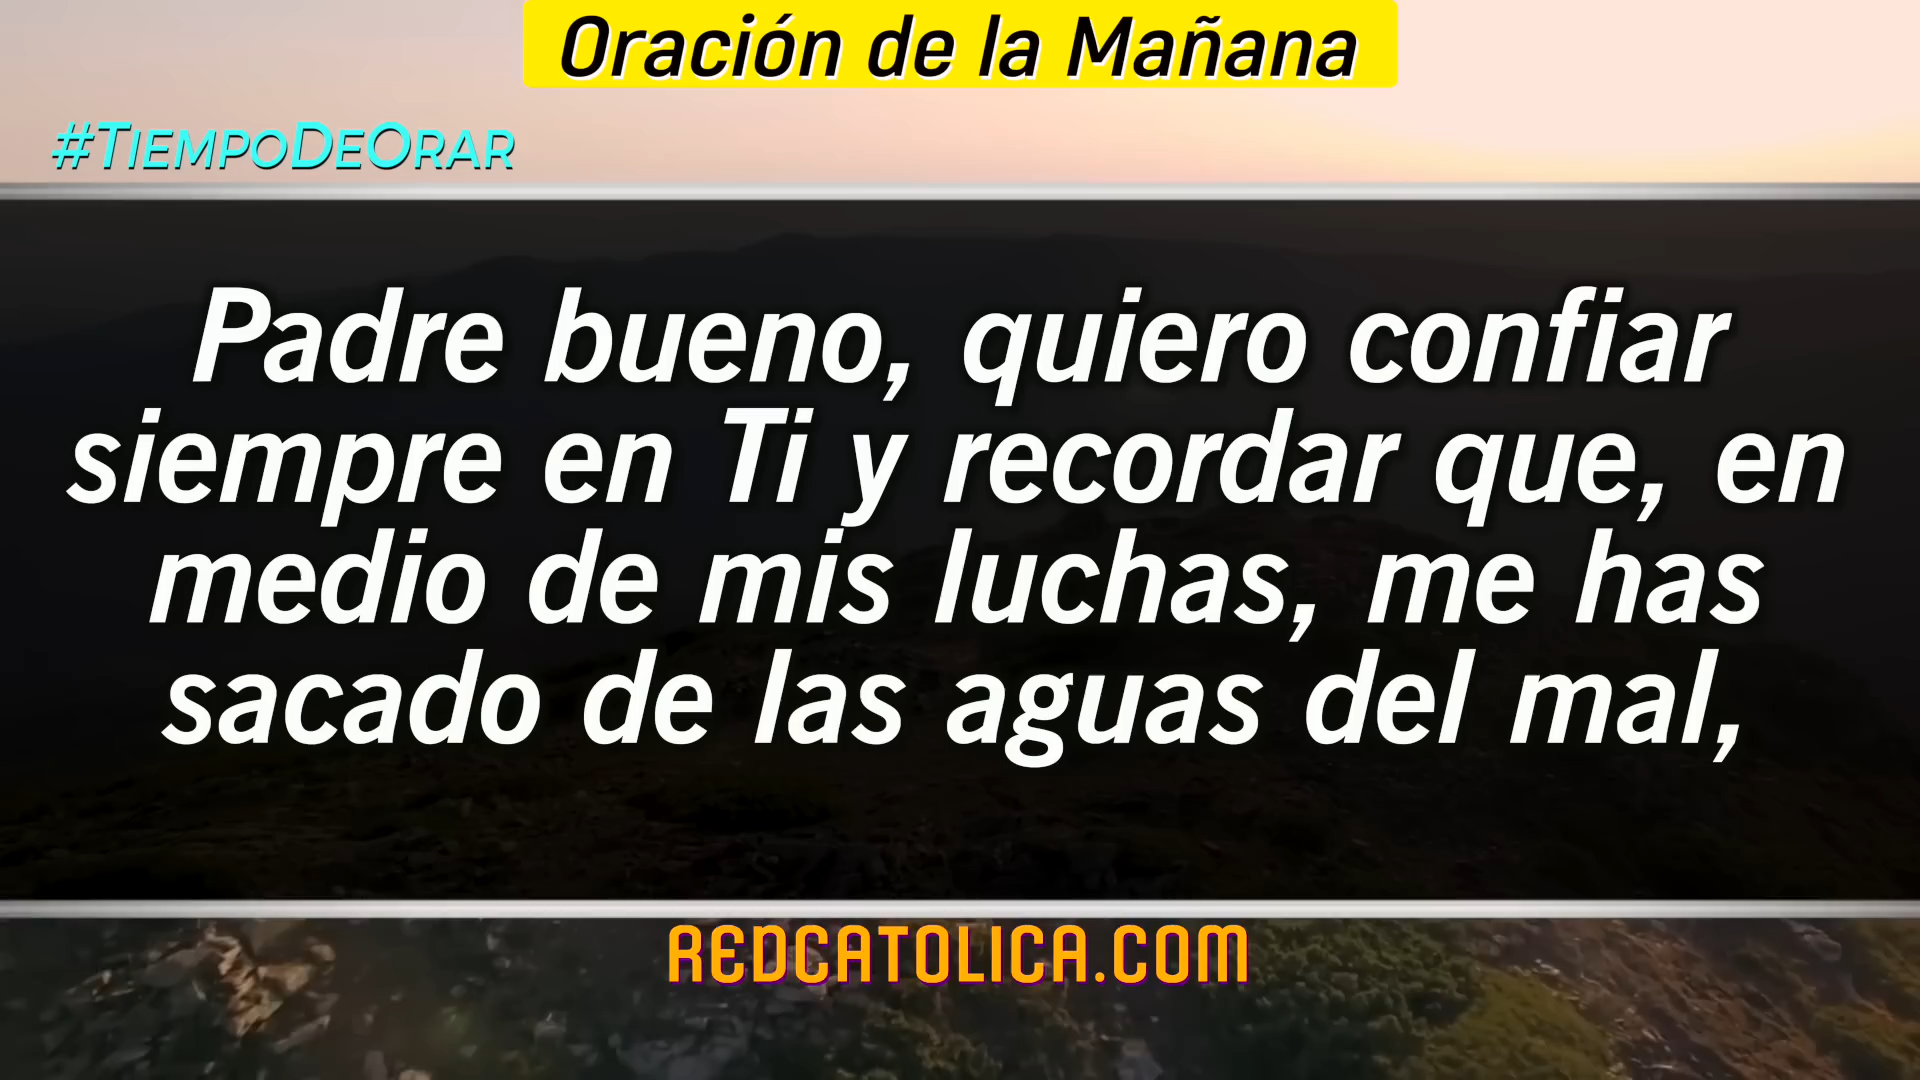 Oración de la Mañana
#TiempoDeOrar
Padre bueno, quiero confiar
siempre en Ti y recordar que, en
medio de mis luchas, me has
sacado de las aguas del mal,
REDCATOLICA.COM